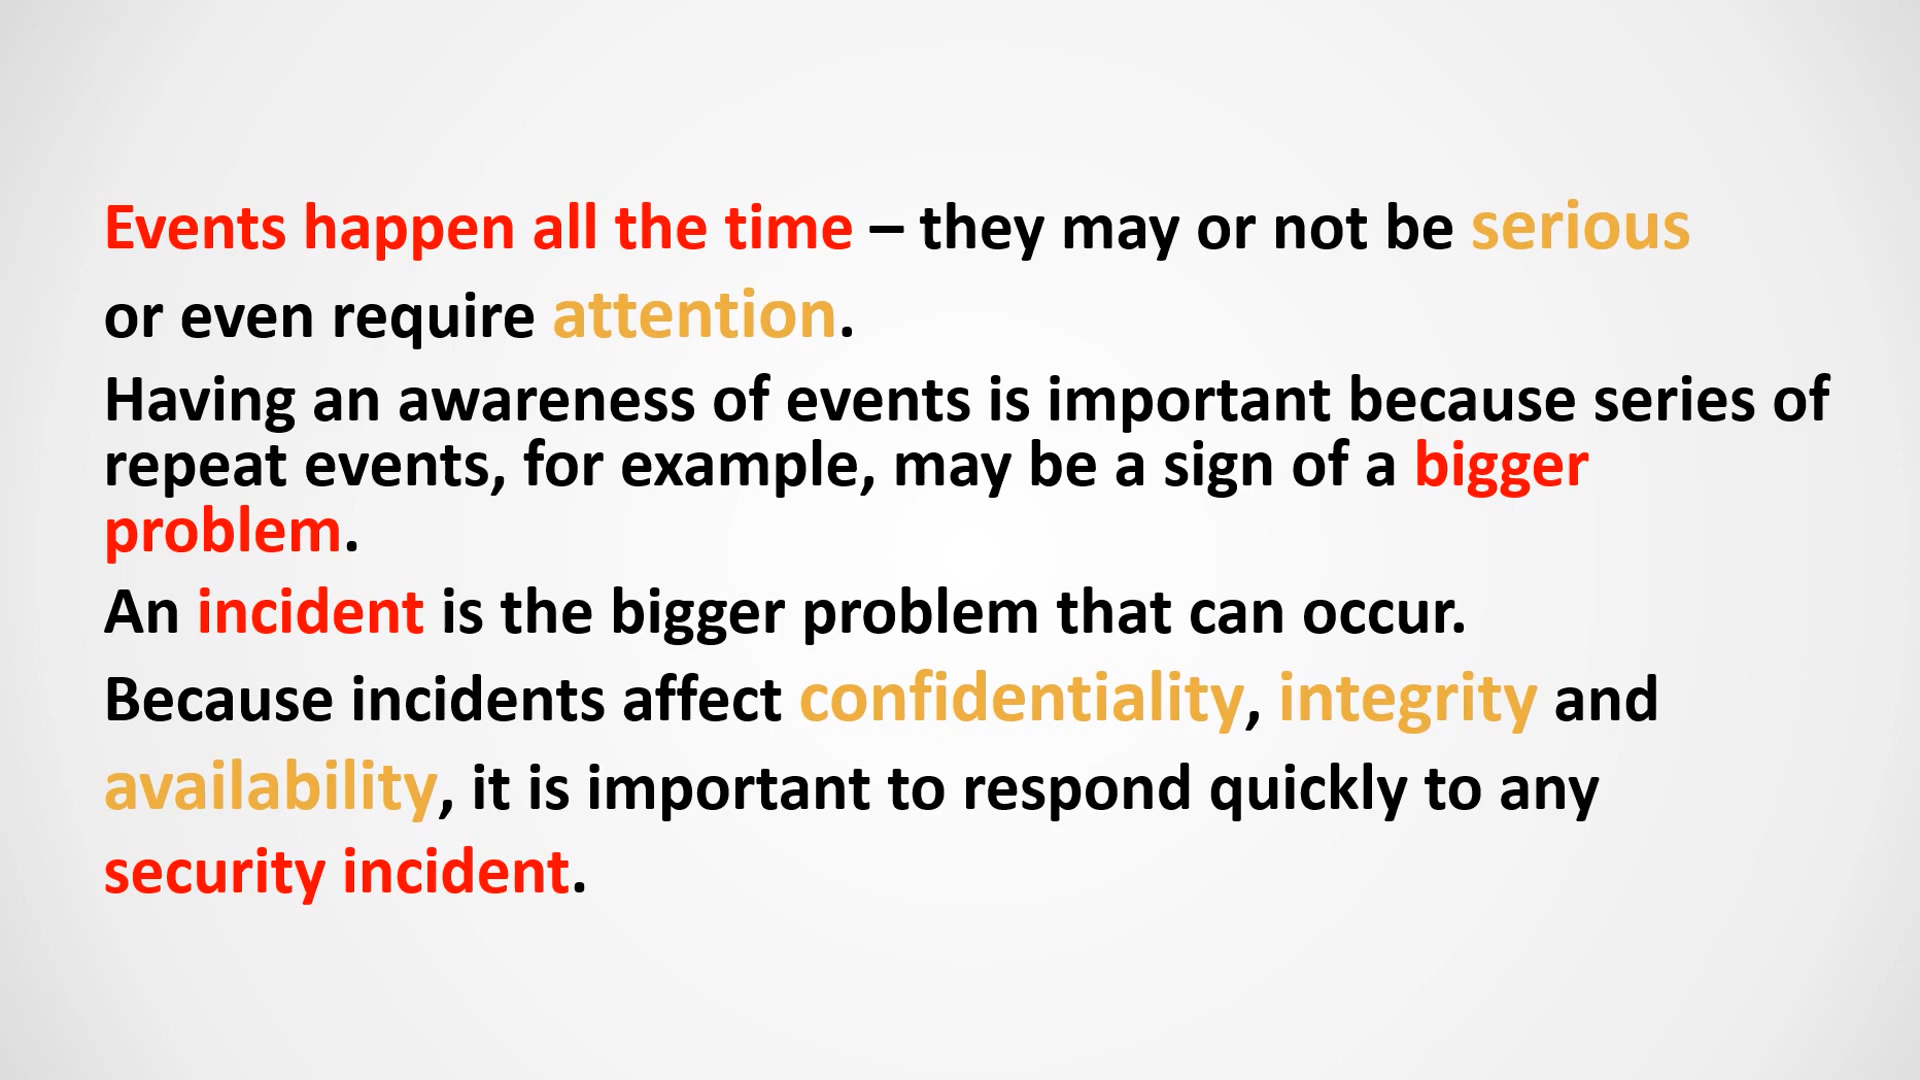 Events happen all the time – they may or not be serious
or even require attention.
Having an awareness of events is important because series of
repeat events, for example, may be a sign of a bigger
problem.
An incident is the bigger problem that can occur.
Because incidents affect confidentiality, integrity and
availability, it is important to respond quickly to any
security incident.